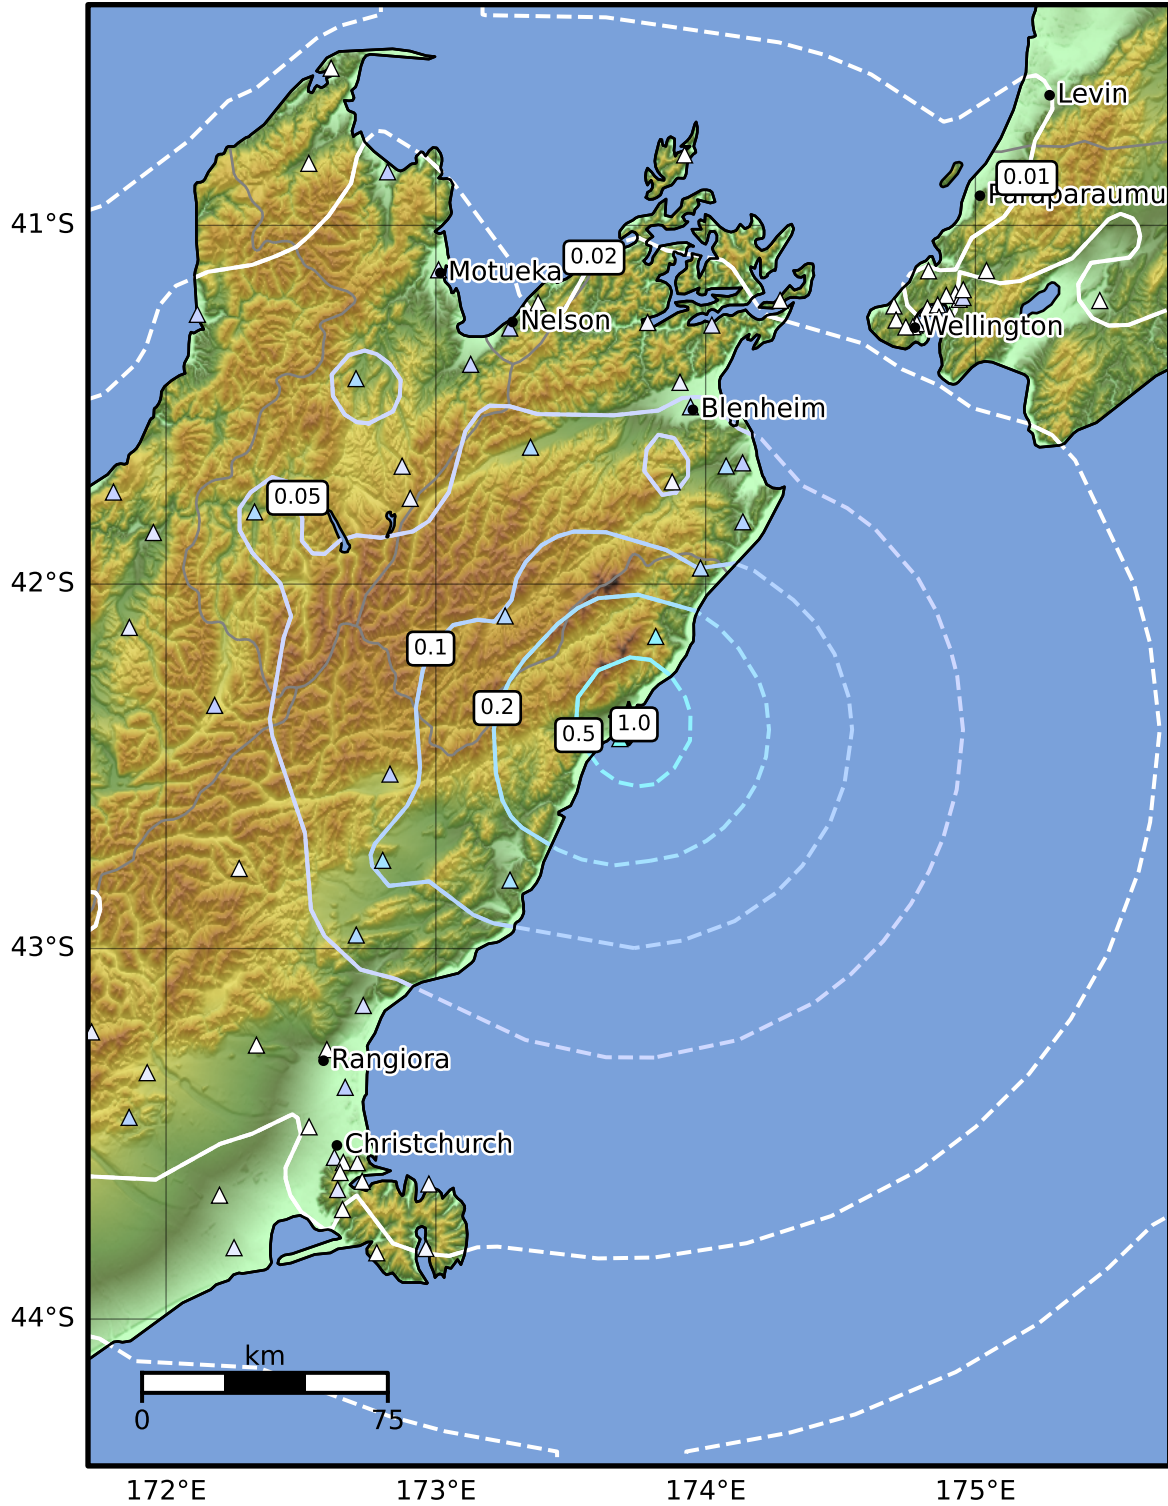 Levin
0.01
Paraparaumu
41°S
0.02
Motueka
Nelson
Wellington
Blenheim
0.05
42°S
0.1
0.2
0.5
1.0
43°S
Rangiora
Christchurch
44°S
km
0
75
172°E
173°E
174°E
175°E